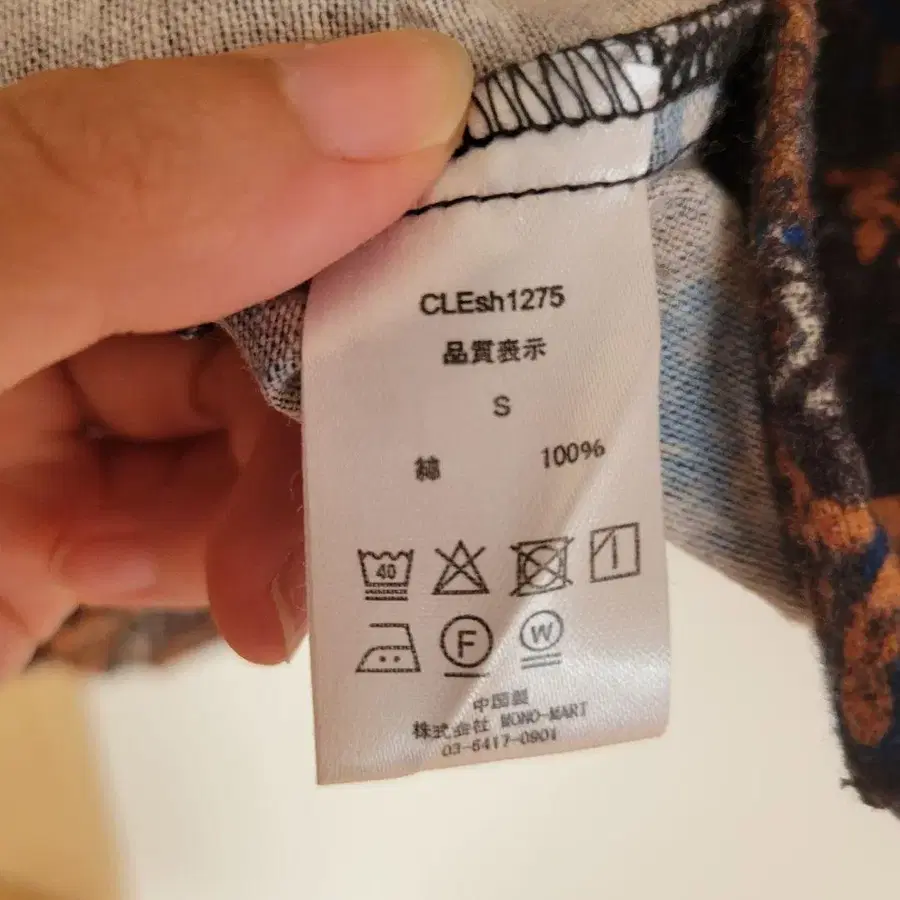 CLEsh1275
品質表示
S
綿 100%
40
F
W
中国製
株式会社 MONO-MART
03-6417-0901